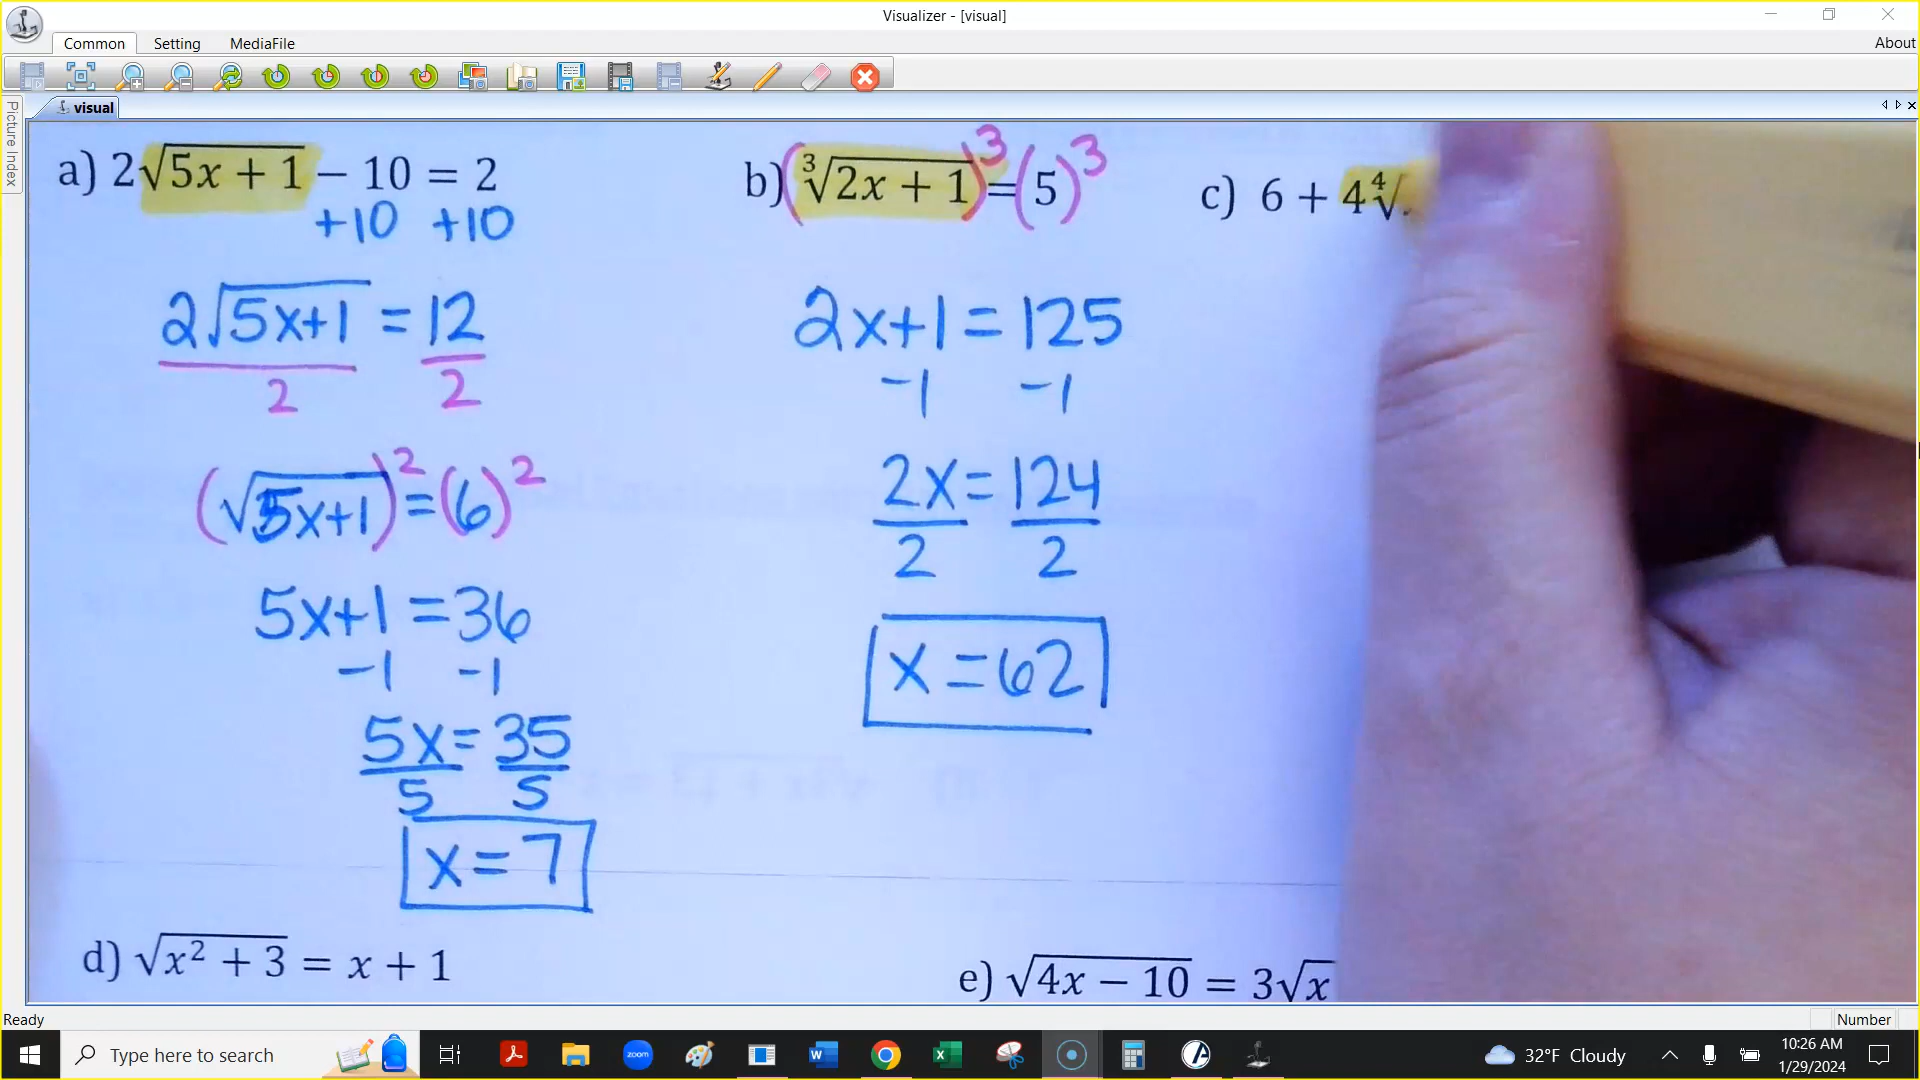 Visualizer - [visual]
Common Setting MediaFile About
visual
Picture Index
a) 2√5x + 1 − 10 = 2
+10 +10
2√5x+1 = 12
2 2
(√5x+1)² = (6)²
5x+1 = 36
-1 -1
5x = 35
5 5
x = 7
b) (∛2x + 1)³ = (5)³
2x+1 = 125
-1 -1
2x = 124
2 2
x = 62
c) 6 + 4∜
d) √x² + 3 = x + 1
e) √4x − 10 = 3√x
Ready Number
Type here to search
zoom
32°F Cloudy
10:26 AM
1/29/2024